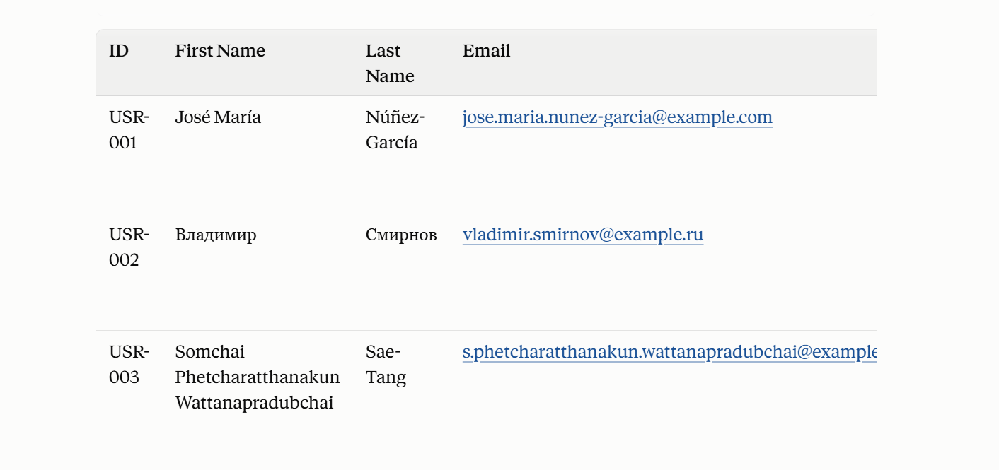 ID First Name Last Name Email
USR-001 José María Núñez-García jose.maria.nunez-garcia@example.com
USR-002 Владимир Смирнов vladimir.smirnov@example.ru
USR-003 Somchai Phetcharatthanakun Wattanapradubchai Sae-Tang s.phetcharatthanakun.wattanapradubchai@example